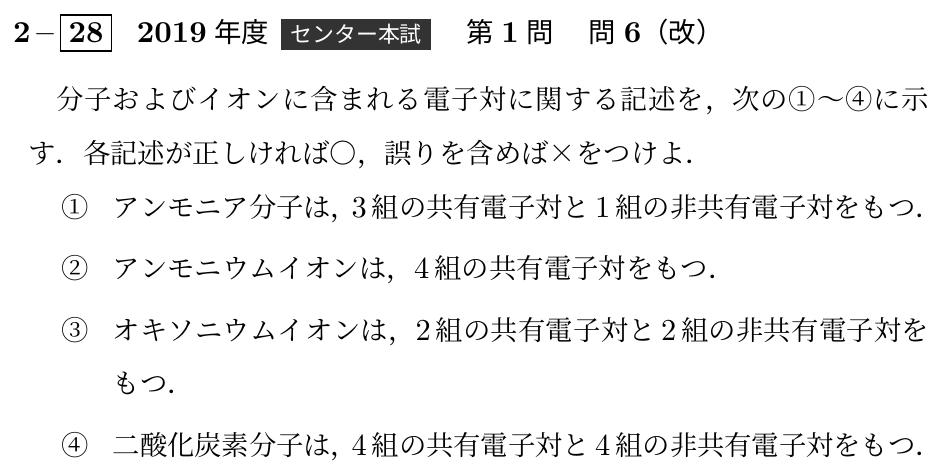 2－28 2019 年度 センター本試 第 1 問 問 6（改）
分子およびイオンに含まれる電子対に関する記述を，次の①～④に示
す．各記述が正しければ○，誤りを含めば×をつけよ．
① アンモニア分子は，3 組の共有電子対と 1 組の非共有電子対をもつ．
② アンモニウムイオンは，4 組の共有電子対をもつ．
③ オキソニウムイオンは，2 組の共有電子対と 2 組の非共有電子対を
もつ．
④ 二酸化炭素分子は，4 組の共有電子対と 4 組の非共有電子対をもつ．